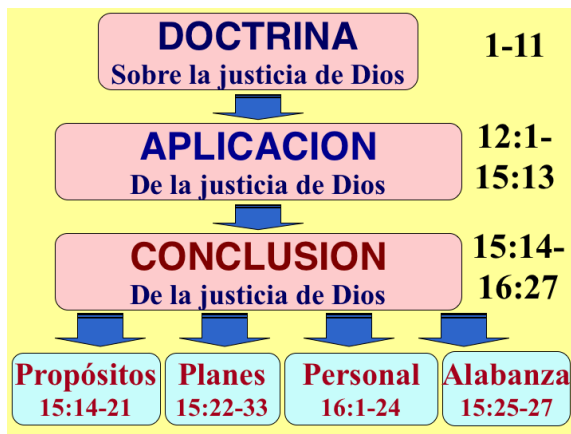 DOCTRINA
Sobre la justicia de Dios
1-11
APLICACION
De la justicia de Dios
12:1-
15:13
CONCLUSION
De la justicia de Dios
15:14-
16:27
Propósitos
15:14-21
Planes
15:22-33
Personal
16:1-24
Alabanza
15:25-27